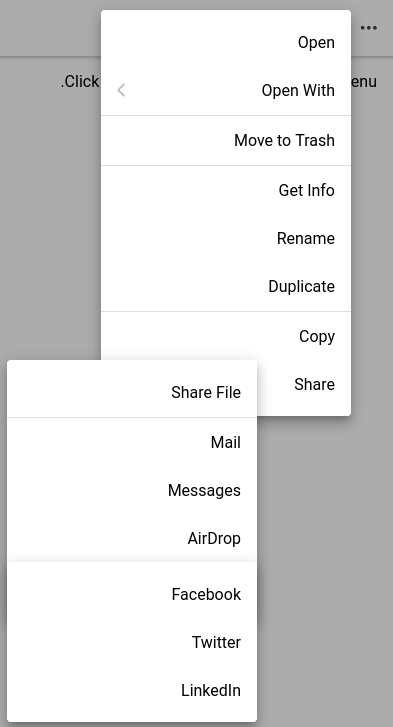 Open
.Click
enu
Open With
Move to Trash
Get Info
Rename
Duplicate
Copy
Share
Share File
Mail
Messages
AirDrop
Facebook
Twitter
LinkedIn